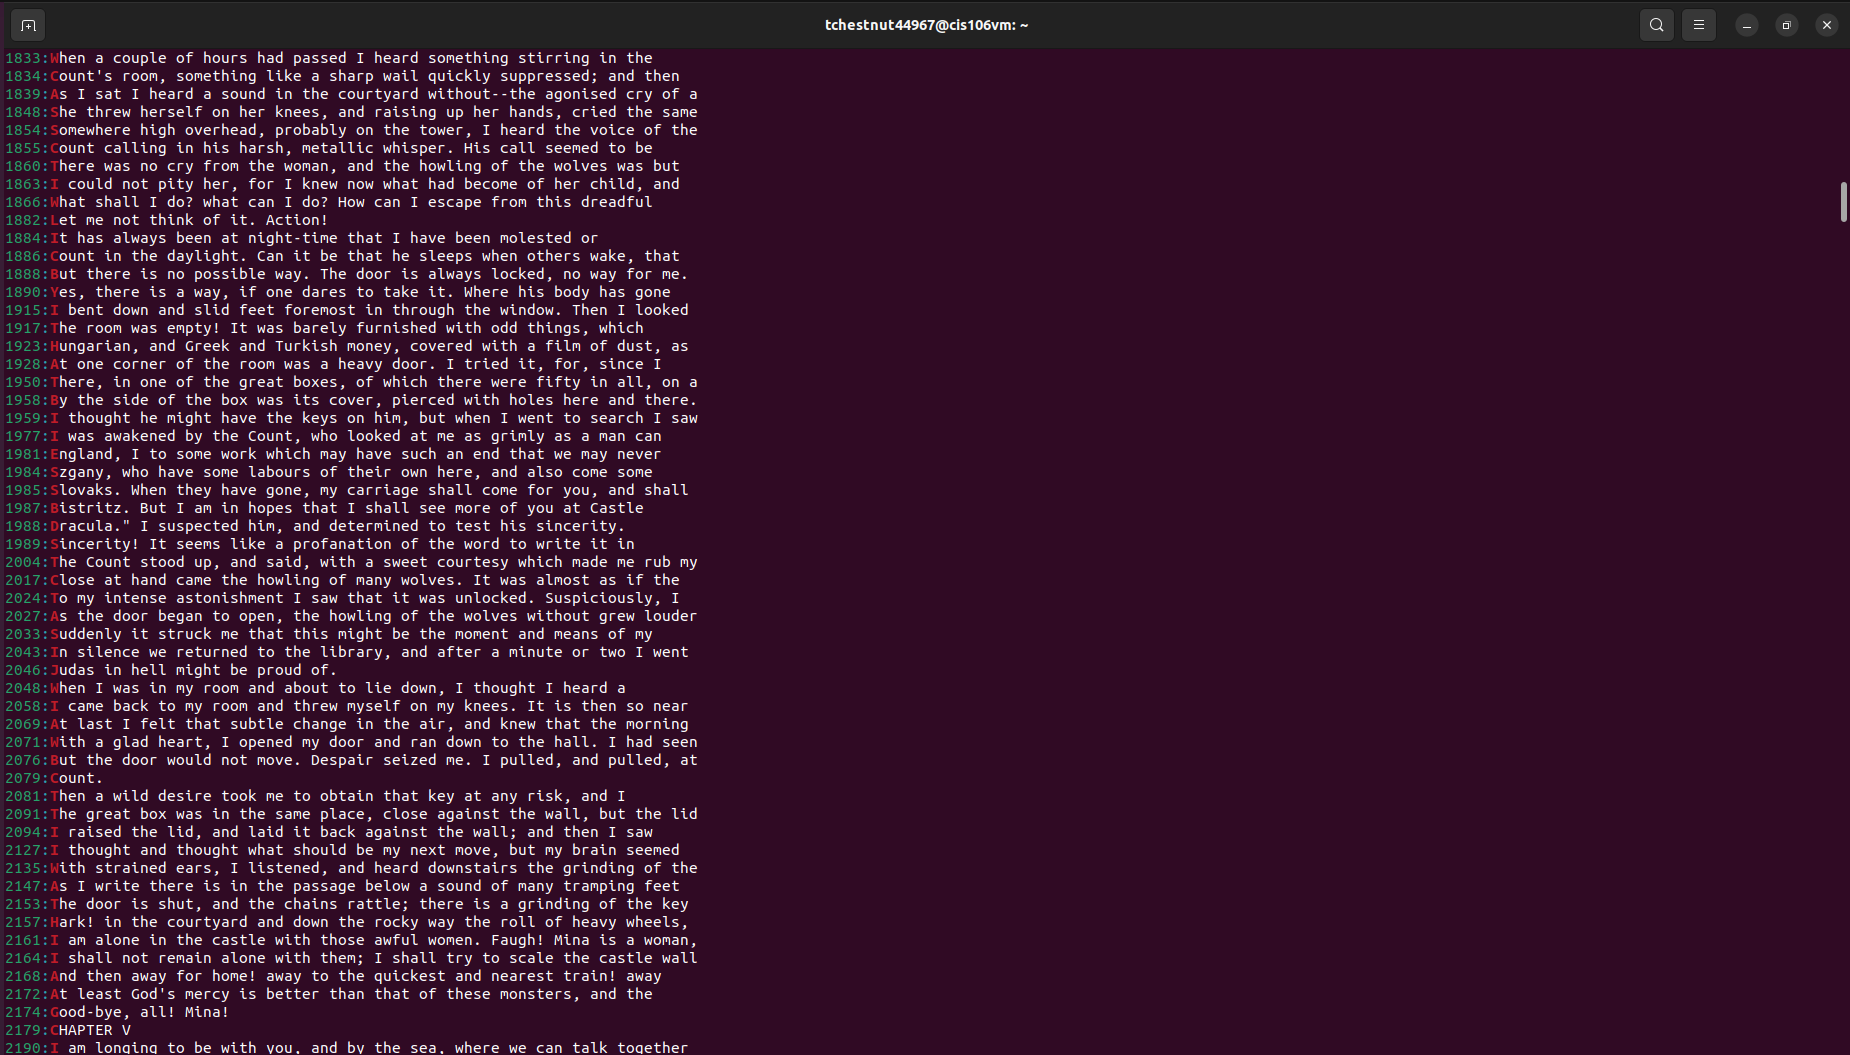 tchestnut44967@cis106vm: ~
1833:When a couple of hours had passed I heard something stirring in the
1834:Count's room, something like a sharp wail quickly suppressed; and then
1839:As I sat I heard a sound in the courtyard without--the agonised cry of a
1848:She threw herself on her knees, and raising up her hands, cried the same
1854:Somewhere high overhead, probably on the tower, I heard the voice of the
1855:Count calling in his harsh, metallic whisper. His call seemed to be
1860:There was no cry from the woman, and the howling of the wolves was but
1863:I could not pity her, for I knew now what had become of her child, and
1866:What shall I do? what can I do? How can I escape from this dreadful
1882:Let me not think of it. Action!
1884:It has always been at night-time that I have been molested or
1886:Count in the daylight. Can it be that he sleeps when others wake, that
1888:But there is no possible way. The door is always locked, no way for me.
1890:Yes, there is a way, if one dares to take it. Where his body has gone
1915:I bent down and slid feet foremost in through the window. Then I looked
1917:The room was empty! It was barely furnished with odd things, which
1923:Hungarian, and Greek and Turkish money, covered with a film of dust, as
1928:At one corner of the room was a heavy door. I tried it, for, since I
1950:There, in one of the great boxes, of which there were fifty in all, on a
1958:By the side of the box was its cover, pierced with holes here and there.
1959:I thought he might have the keys on him, but when I went to search I saw
1977:I was awakened by the Count, who looked at me as grimly as a man can
1981:England, I to some work which may have such an end that we may never
1984:Szgany, who have some labours of their own here, and also come some
1985:Slovaks. When they have gone, my carriage shall come for you, and shall
1987:Bistritz. But I am in hopes that I shall see more of you at Castle
1988:Dracula." I suspected him, and determined to test his sincerity.
1989:Sincerity! It seems like a profanation of the word to write it in
2004:The Count stood up, and said, with a sweet courtesy which made me rub my
2017:Close at hand came the howling of many wolves. It was almost as if the
2024:To my intense astonishment I saw that it was unlocked. Suspiciously, I
2027:As the door began to open, the howling of the wolves without grew louder
2033:Suddenly it struck me that this might be the moment and means of my
2043:In silence we returned to the library, and after a minute or two I went
2046:Judas in hell might be proud of.
2048:When I was in my room and about to lie down, I thought I heard a
2058:I came back to my room and threw myself on my knees. It is then so near
2069:At last I felt that subtle change in the air, and knew that the morning
2071:With a glad heart, I opened my door and ran down to the hall. I had seen
2076:But the door would not move. Despair seized me. I pulled, and pulled, at
2079:Count.
2081:Then a wild desire took me to obtain that key at any risk, and I
2091:The great box was in the same place, close against the wall, but the lid
2094:I raised the lid, and laid it back against the wall; and then I saw
2127:I thought and thought what should be my next move, but my brain seemed
2135:With strained ears, I listened, and heard downstairs the grinding of the
2147:As I write there is in the passage below a sound of many tramping feet
2153:The door is shut, and the chains rattle; there is a grinding of the key
2157:Hark! in the courtyard and down the rocky way the roll of heavy wheels,
2161:I am alone in the castle with those awful women. Faugh! Mina is a woman,
2164:I shall not remain alone with them; I shall try to scale the castle wall
2168:And then away for home! away to the quickest and nearest train! away
2172:At least God's mercy is better than that of these monsters, and the
2174:Good-bye, all! Mina!
2179:CHAPTER V
2190:I am longing to be with you, and by the sea, where we can talk together